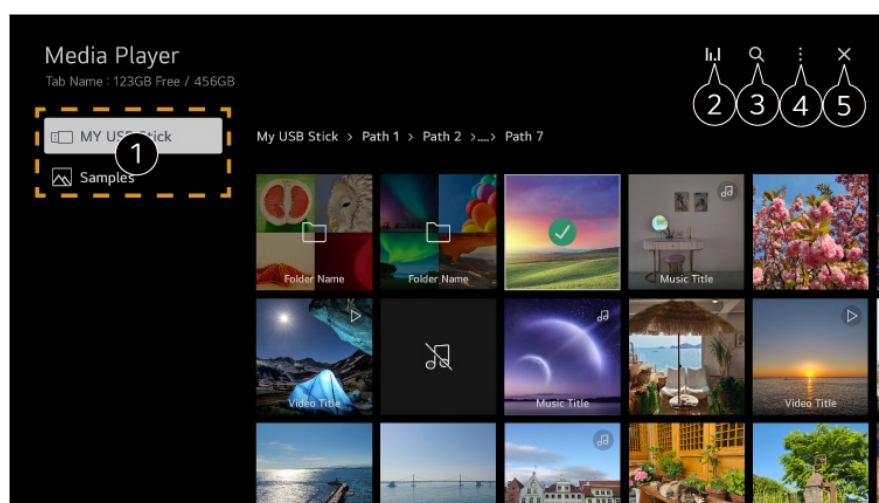 Media Player
Tab Name : 123GB Free / 456GB
2 3 4 5
MY USB Stick
1
Samples
My USB Stick > Path 1 > Path 2 >....> Path 7
Folder Name Folder Name Music Title
Video Title Music Title Video Title